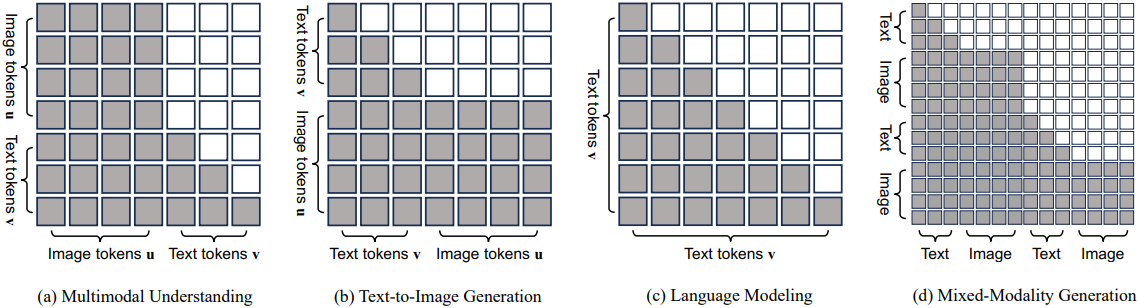 Image tokens u
Text tokens v
Image tokens u
Text tokens v
(a) Multimodal Understanding
Text tokens v
Image tokens u
Text tokens v
Image tokens u
(b) Text-to-Image Generation
Text tokens v
Text tokens v
(c) Language Modeling
Text
Image
Text
Image
Text
Image
Text
Image
(d) Mixed-Modality Generation